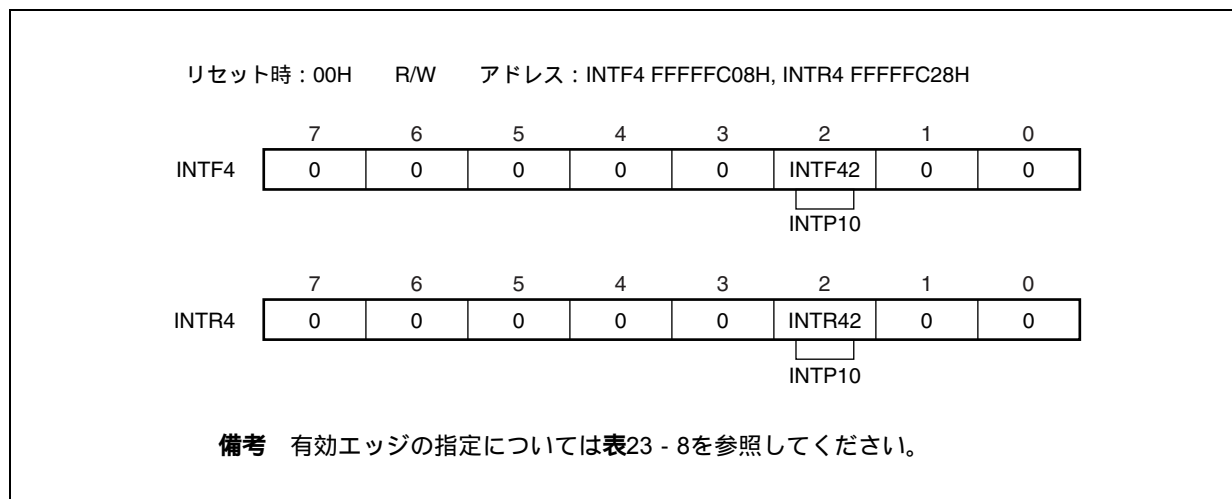 リセット時：00H R/W アドレス：INTF4 FFFFFC08H, INTR4 FFFFFC28H
7 6 5 4 3 2 1 0
INTF4 0 0 0 0 0 INTF42 0 0
INTP10
7 6 5 4 3 2 1 0
INTR4 0 0 0 0 0 INTR42 0 0
INTP10
備考 有効エッジの指定については表23 - 8を参照してください。